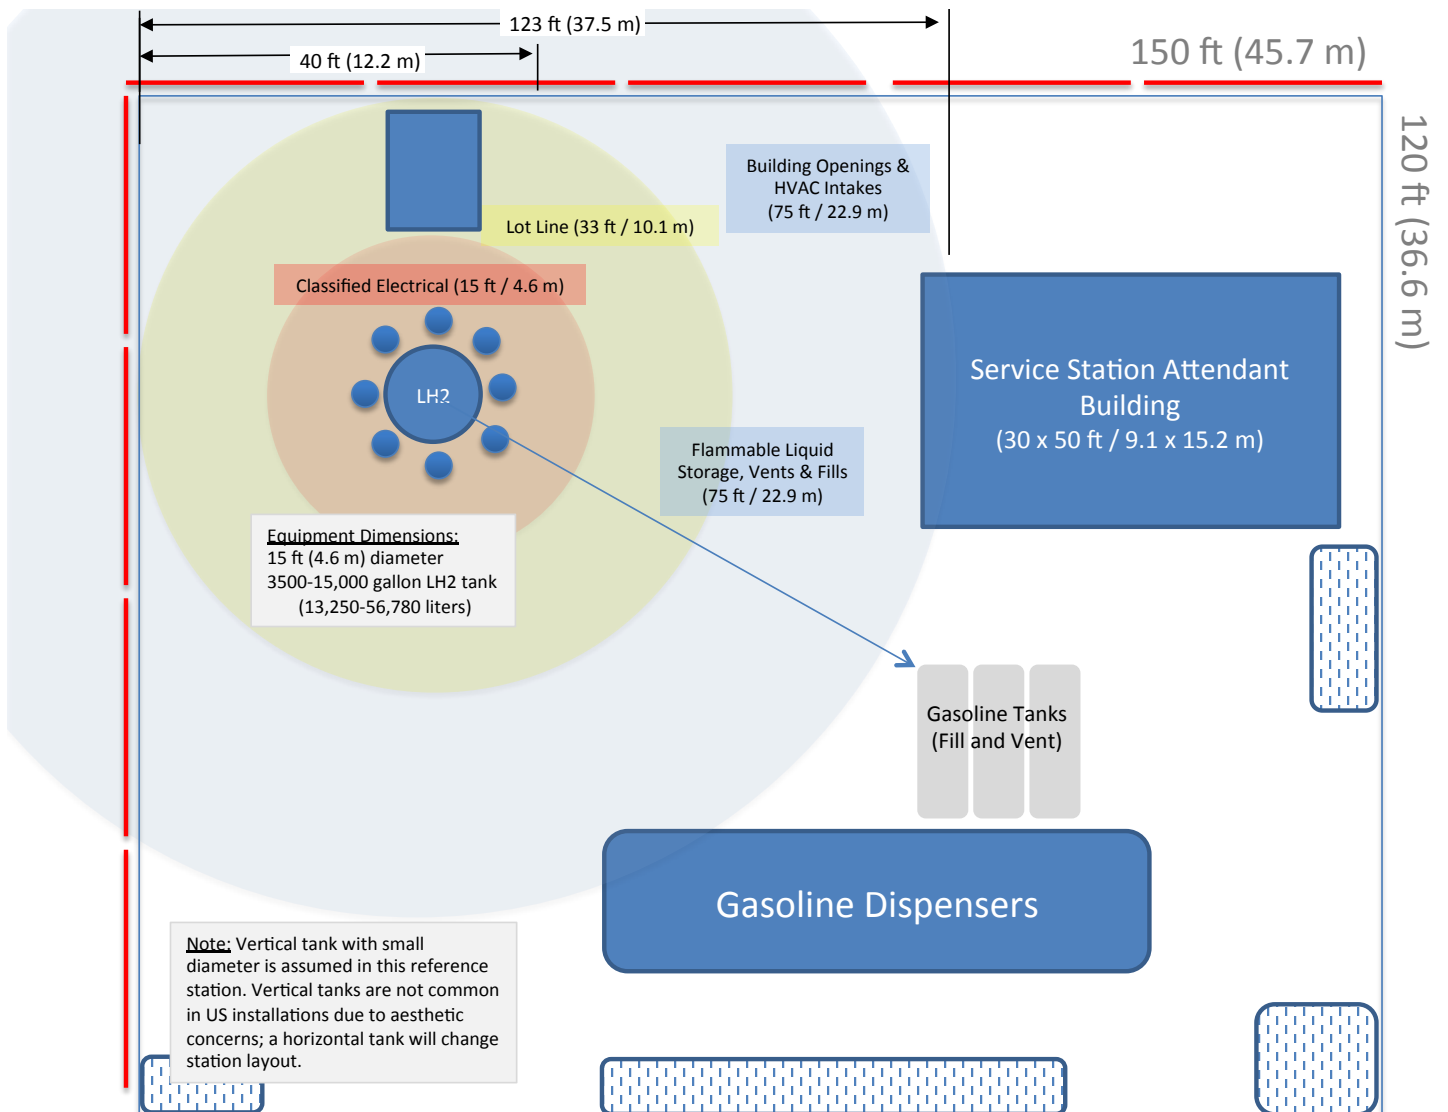 123 ft (37.5 m)
40 ft (12.2 m)
150 ft (45.7 m)
120 ft (36.6 m)
Building Openings &
HVAC Intakes
(75 ft / 22.9 m)
Lot Line (33 ft / 10.1 m)
Classified Electrical (15 ft / 4.6 m)
LH2
Service Station Attendant
Building
(30 x 50 ft / 9.1 x 15.2 m)
Flammable Liquid
Storage, Vents & Fills
(75 ft / 22.9 m)
Equipment Dimensions:
15 ft (4.6 m) diameter
3500-15,000 gallon LH2 tank
(13,250-56,780 liters)
Gasoline Tanks
(Fill and Vent)
Gasoline Dispensers
Note: Vertical tank with small
diameter is assumed in this reference
station. Vertical tanks are not common
in US installations due to aesthetic
concerns; a horizontal tank will change
station layout.